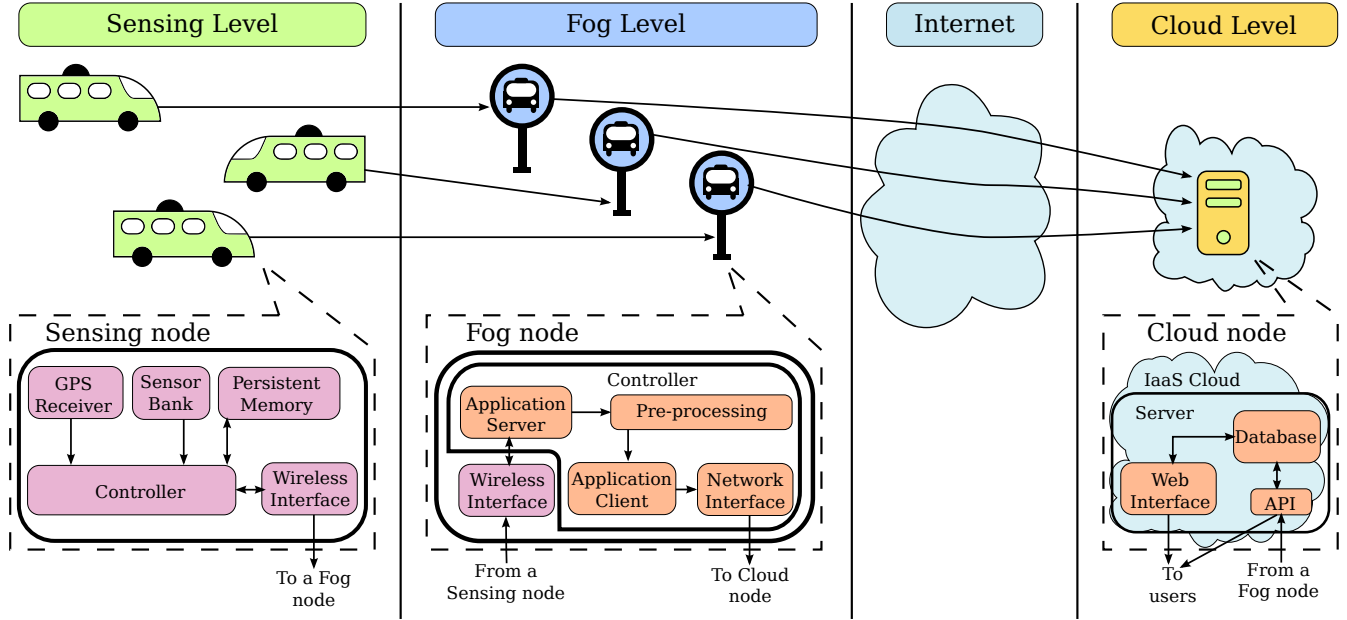 Sensing Level
Fog Level
Internet
Cloud Level
Sensing node
GPS
Receiver
Sensor
Bank
Persistent
Memory
Controller
Wireless
Interface
To a Fog
node
Fog node
Controller
Application
Server
Pre-processing
Wireless
Interface
Application
Client
Network
Interface
From a
Sensing node
To Cloud
node
Cloud node
IaaS Cloud
Server
Database
Web
Interface
API
To
users
From a
Fog node